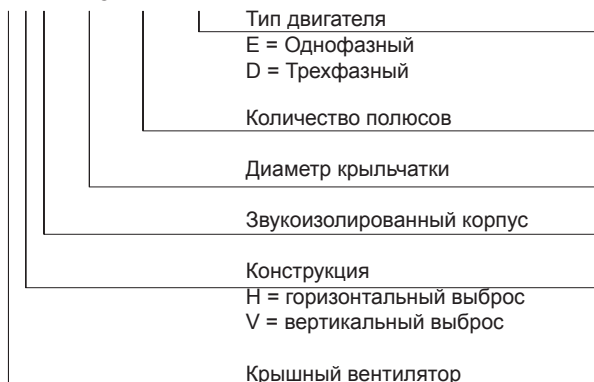 Тип двигателя
E = Однофазный
D = Трехфазный
Количество полюсов
Диаметр крыльчатки
Звукоизолированный корпус
Конструкция
H = горизонтальный выброс
V = вертикальный выброс
Крышный вентилятор